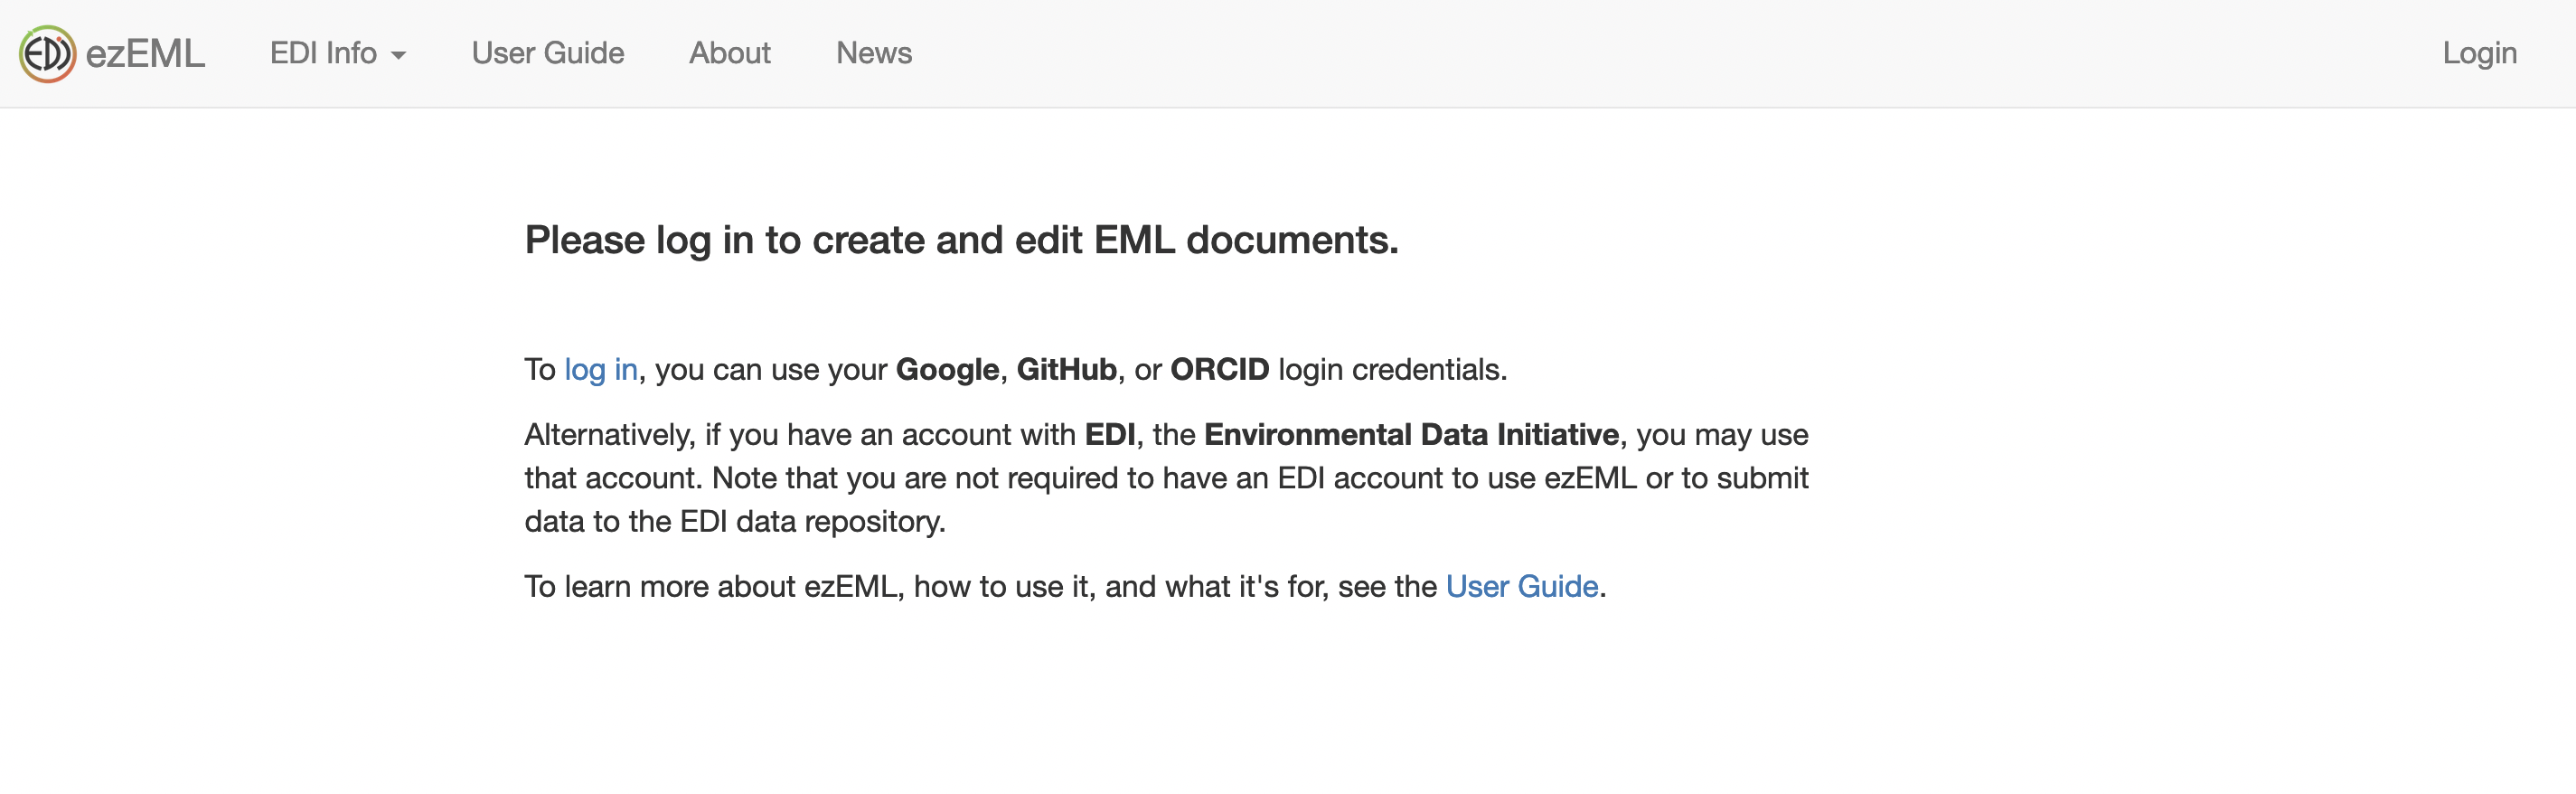 EDI ezEML EDI Info User Guide About News Login
Please log in to create and edit EML documents.
To log in, you can use your Google, GitHub, or ORCID login credentials.
Alternatively, if you have an account with EDI, the Environmental Data Initiative, you may use
that account. Note that you are not required to have an EDI account to use ezEML or to submit
data to the EDI data repository.
To learn more about ezEML, how to use it, and what it's for, see the User Guide.